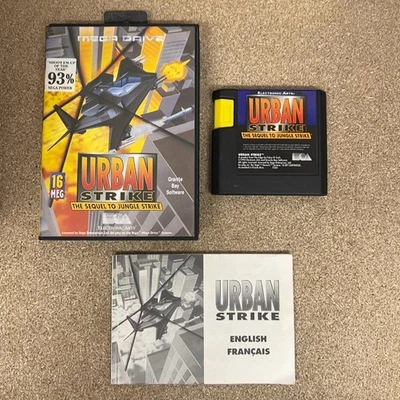 MEGA DRIVE
"SHOOT'EM UP
OF THE
YEAR"
93%
SEGA POWER
16
MEG
URBAN
STRIKE
THE SEQUEL TO JUNGLE STRIKE
Granite
Bay
Software
ELECTRONIC ARTS
ELECTRONIC ARTS
URBAN
STRIKE
THE SEQUEL TO JUNGLE STRIKE
URBAN STRIKE
URBAN
STRIKE
ENGLISH
FRANÇAIS